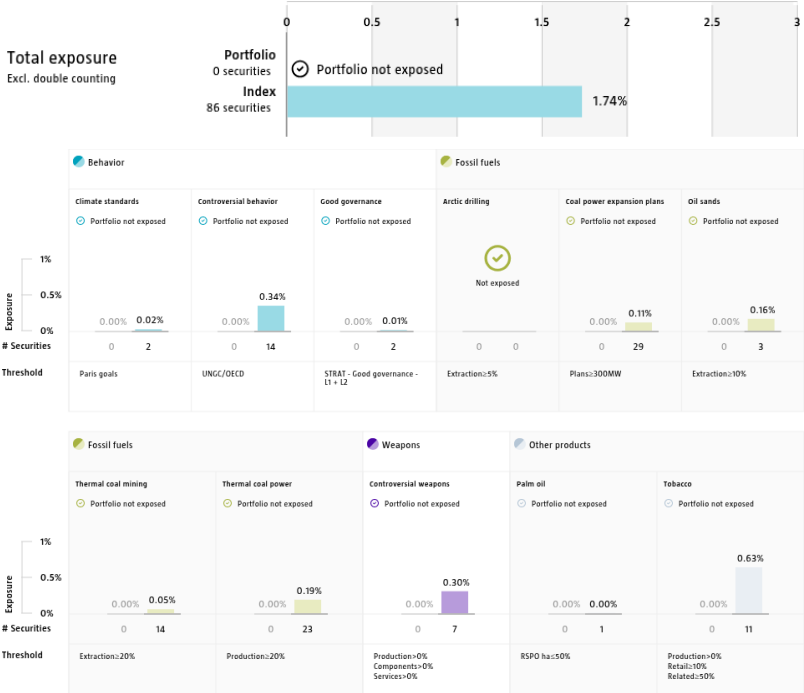 0 0.5 1 1.5 2 2.5 3
Total exposure
Excl. double counting
Portfolio
0 securities
Portfolio not exposed
Index
86 securities
1.74%
Behavior
Fossil fuels
Climate standards Controversial behavior Good governance Arctic drilling Coal power expansion plans Oil sands
Portfolio not exposed Portfolio not exposed Portfolio not exposed Portfolio not exposed Portfolio not exposed
Not exposed
Exposure
1%
0.5%
0%
0.00% 0.02% 0.00% 0.34% 0.00% 0.01% 0.00% 0.11% 0.00% 0.16%
# Securities 0 2 0 14 0 2 0 0 0 29 0 3
Threshold Paris goals UNGC/OECD STRAT - Good governance - Extraction≥5% Plans≥300MW Extraction≥10%
L1 + L2
Fossil fuels
Weapons
Other products
Thermal coal mining Thermal coal power Controversial weapons Palm oil Tobacco
Portfolio not exposed Portfolio not exposed Portfolio not exposed Portfolio not exposed Portfolio not exposed
Exposure
1%
0.5%
0%
0.00% 0.05% 0.00% 0.19% 0.00% 0.30% 0.00% 0.00% 0.00% 0.63%
# Securities 0 14 0 23 0 7 0 1 0 11
Threshold Extraction≥20% Production≥20% Production>0% RSPO ha≤50% Production>0%
Components>0% Retail≥10%
Services>0% Related≥50%